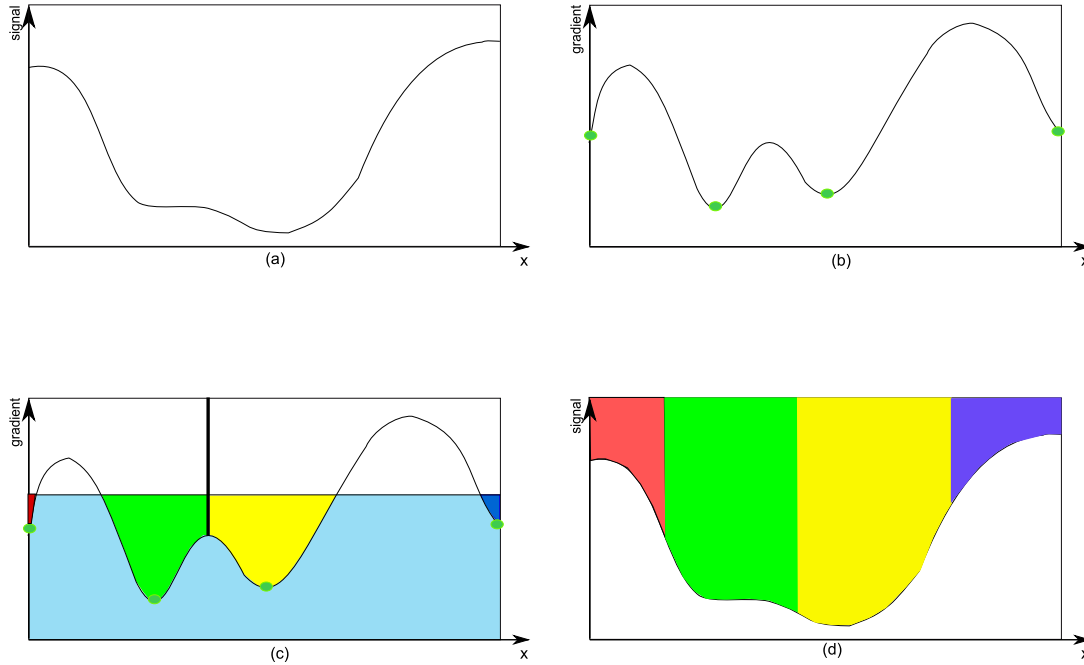 signal
x
(a)
gradient
x
(b)
gradient
x
(c)
signal
x
(d)